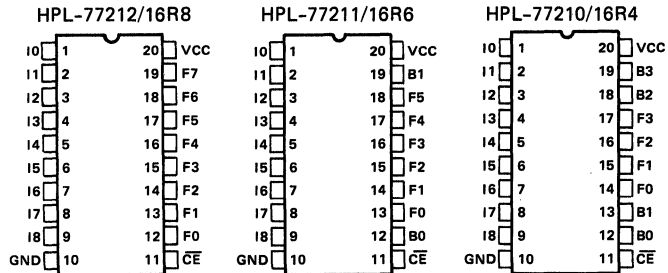 HPL-77212/16R8 HPL-77211/16R6 HPL-77210/16R4
I0 1 20 VCC I0 1 20 VCC I0 1 20 VCC
I1 2 19 F7 I1 2 19 B1 I1 2 19 B3
I2 3 18 F6 I2 3 18 F5 I2 3 18 B2
I3 4 17 F5 I3 4 17 F4 I3 4 17 F3
I4 5 16 F4 I4 5 16 F3 I4 5 16 F2
I5 6 15 F3 I5 6 15 F2 I5 6 15 F1
I6 7 14 F2 I6 7 14 F1 I6 7 14 F0
I7 8 13 F1 I7 8 13 F0 I7 8 13 B1
I8 9 12 F0 I8 9 12 B0 I8 9 12 B0
GND 10 11 C̅E̅ GND 10 11 C̅E̅ GND 10 11 C̅E̅